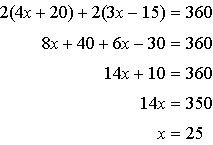 2(4x + 20) + 2(3x − 15) = 360
8x + 40 + 6x − 30 = 360
14x + 10 = 360
14x = 350
x = 25